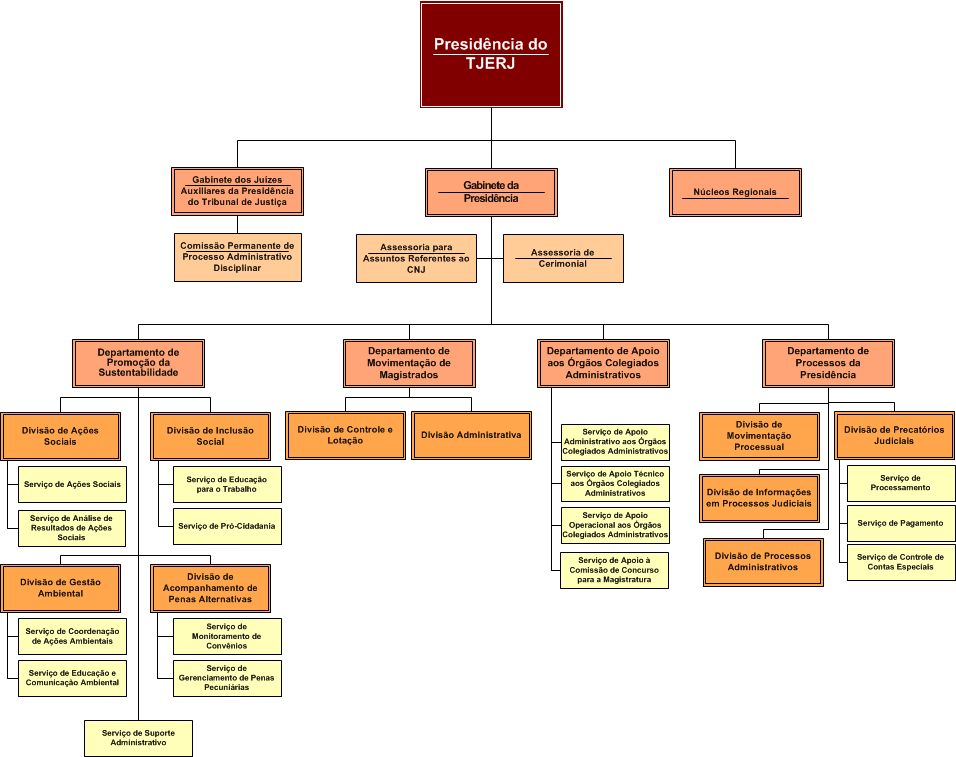 Presidência do
TJERJ
Gabinete dos Juizes
Auxiliares da Presidência
do Tribunal de Justiça
Gabinete da
Presidência
Núcleos Regionais
Comissão Permanente de
Processo Administrativo
Disciplinar
Assessoria para
Assuntos Referentes ao
CNJ
Assessoria de
Cerimonial
Departamento de
Promoção da
Sustentabilidade
Departamento de
Movimentação de
Magistrados
Departamento de Apoio
aos Órgãos Colegiados
Administrativos
Departamento de
Processos da
Presidência
Divisão de Ações
Sociais
Divisão de Inclusão
Social
Divisão de Controle e
Lotação
Divisão Administrativa
Serviço de Apoio
Administrativo aos Órgãos
Colegiados Administrativos
Divisão de
Movimentação
Processual
Divisão de Precatórios
Judiciais
Serviço de Ações Sociais
Serviço de Educação
para o Trabalho
Serviço de Apoio Técnico
aos Órgãos Colegiados
Administrativos
Divisão de Informações
em Processos Judiciais
Serviço de
Processamento
Serviço de Análise de
Resultados de Ações
Sociais
Serviço de Pró-Cidadania
Serviço de Apoio
Operacional aos Órgãos
Colegiados Administrativos
Serviço de Pagamento
Divisão de Gestão
Ambiental
Divisão de
Acompanhamento de
Penas Alternativas
Serviço de Apoio à
Comissão de Concurso
para a Magistratura
Divisão de Processos
Administrativos
Serviço de Controle de
Contas Especiais
Serviço de Coordenação
de Ações Ambientais
Serviço de
Monitoramento de
Convênios
Serviço de Educação e
Comunicação Ambiental
Serviço de
Gerenciamento de Penas
Pecuniárias
Serviço de Suporte
Administrativo